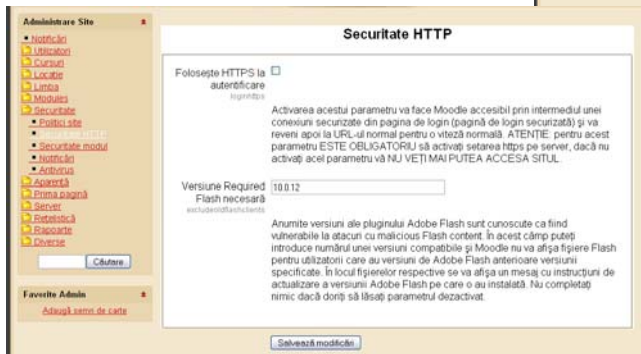 Administrare Site
Notificări
Utilizatori
Cursuri
Locaţie
Limba
Modules
Securitate
Politici site
Securitate HTTP
Securitate modul
Notificări
Antivirus
Aparenţă
Prima pagină
Server
Reţelistică
Rapoarte
Diverse
Căutare
Favorite Admin
Adaugă semn de carte
Securitate HTTP
Foloseşte HTTPS la
autentificare
loginhttps
Activarea acestui parametru va face Moodle accesibil prin intermediul unei
conexiuni securizate din pagina de login (pagină de login securizată) şi va
reveni apoi la URL-ul normal pentru o viteză normală. ATENŢIE: pentru acest
parametru ESTE OBLIGATORIU să activaţi setarea https pe server, dacă nu
activaţi acel parametru vă NU VEŢI MAI PUTEA ACCESA SITUL.
Versiune Required
Flash necesară
excludeoldflashclients
10.0.12
Anumite versiuni ale pluginului Adobe Flash sunt cunoscute ca fiind
vulnerabile la atacuri cu malicious Flash content. În acest câmp puteţi
introduce numărul unei versiuni compatibile şi Moodle nu va afişa fişiere Flash
pentru utilizatorii care au versiuni de Adobe Flash anterioare versiunii
specificate. În locul fişierelor respective se va afişa un mesaj cu instrucţiuni de
actualizare a versiunii Adobe Flash pe care o au instalată. Nu completaţi
nimic dacă doriţi să lăsaţi parametrul dezactivat.
Salvează modificări